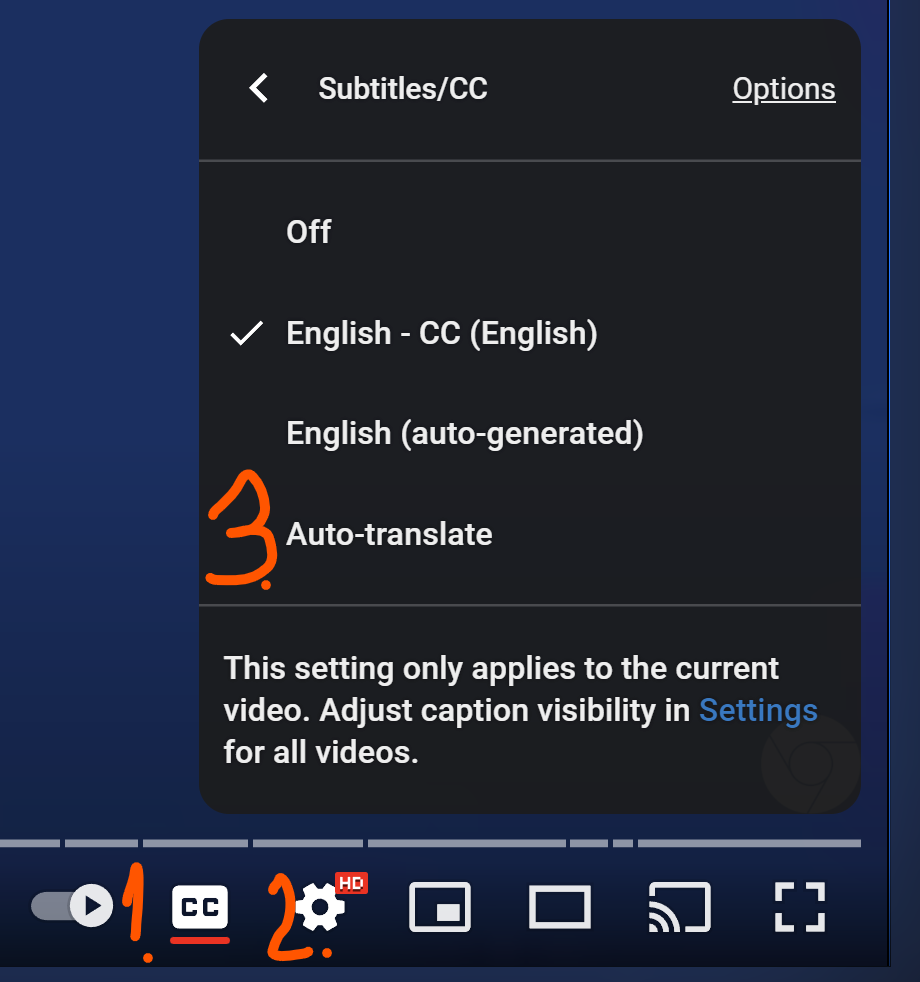 Subtitles/CC Options
Off
English - CC (English)
English (auto-generated)
3. Auto-translate
This setting only applies to the current
video. Adjust caption visibility in Settings
for all videos.
1. CC 2. HD